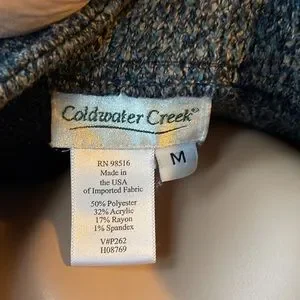 Coldwater Creek®
M
RN 98516
Made in
the USA
of Imported Fabric
50% Polyester
32% Acrylic
17% Rayon
1% Spandex
V#P262
H08769